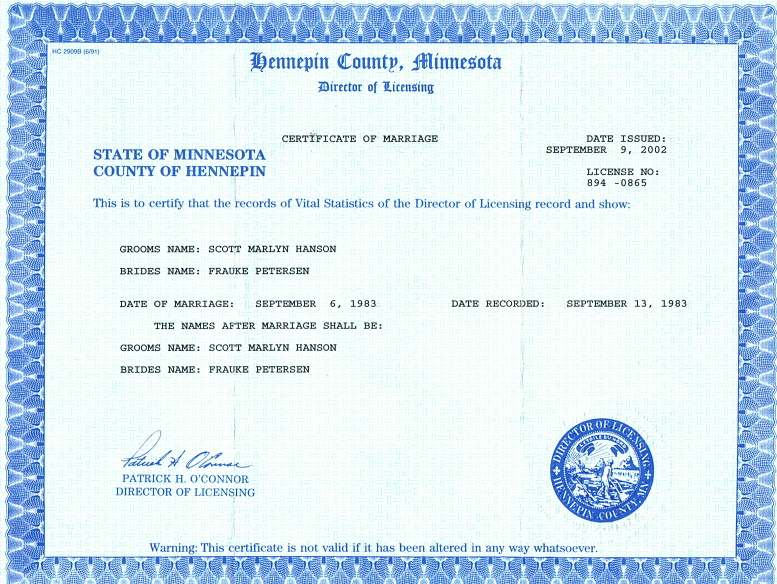 HC 2909B (6/91)
Hennepin County, Minnesota
Director of Licensing
CERTIFICATE OF MARRIAGE
DATE ISSUED:
SEPTEMBER 9, 2002
STATE OF MINNESOTA
COUNTY OF HENNEPIN
LICENSE NO:
894 -0865
This is to certify that the records of Vital Statistics of the Director of Licensing record and show:
GROOMS NAME: SCOTT MARLYN HANSON
BRIDES NAME: FRAUKE PETERSEN
DATE OF MARRIAGE: SEPTEMBER 6, 1983 DATE RECORDED: SEPTEMBER 13, 1983
THE NAMES AFTER MARRIAGE SHALL BE:
GROOMS NAME: SCOTT MARLYN HANSON
BRIDES NAME: FRAUKE PETERSEN
Patrick H O'Connor
PATRICK H. O'CONNOR
DIRECTOR OF LICENSING
DIRECTOR OF LICENSING
HENNEPIN COUNTY, MN
Warning: This certificate is not valid if it has been altered in any way whatsoever.